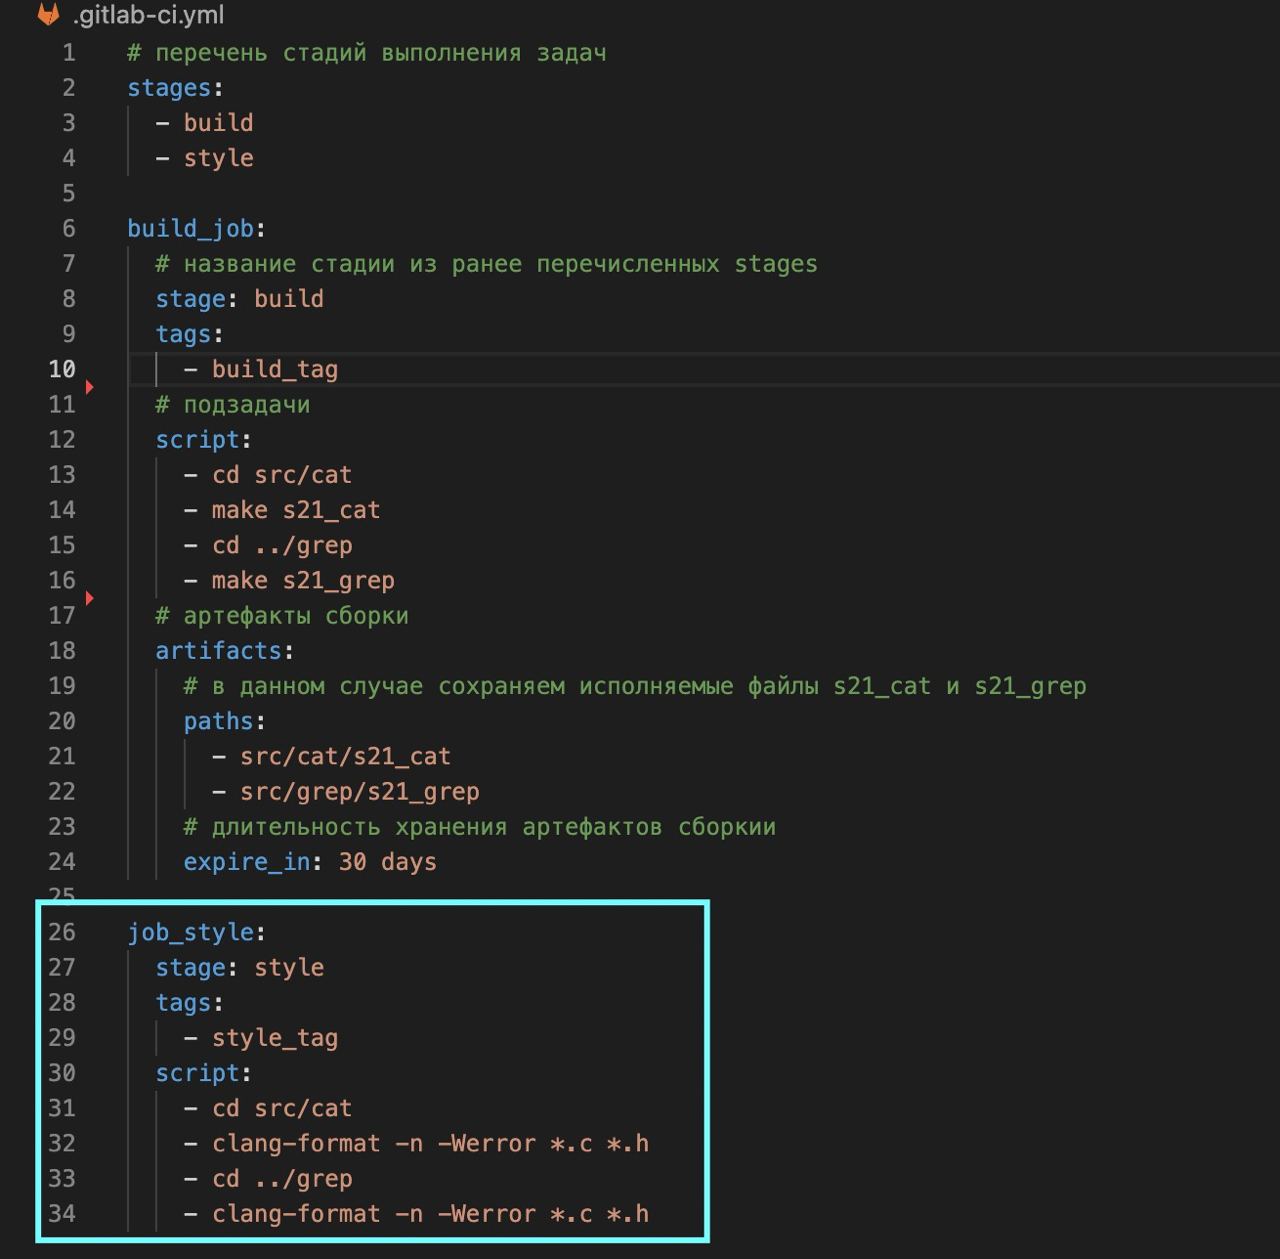 .gitlab-ci.yml
1 # перечень стадий выполнения задач
2 stages:
3 - build
4 - style
5
6 build_job:
7 # название стадии из ранее перечисленных stages
8 stage: build
9 tags:
10 - build_tag
11 # подзадачи
12 script:
13 - cd src/cat
14 - make s21_cat
15 - cd ../grep
16 - make s21_grep
17 # артефакты сборки
18 artifacts:
19 # в данном случае сохраняем исполняемые файлы s21_cat и s21_grep
20 paths:
21 - src/cat/s21_cat
22 - src/grep/s21_grep
23 # длительность хранения артефактов сборкии
24 expire_in: 30 days
25
26 job_style:
27 stage: style
28 tags:
29 - style_tag
30 script:
31 - cd src/cat
32 - clang-format -n -Werror *.c *.h
33 - cd ../grep
34 - clang-format -n -Werror *.c *.h